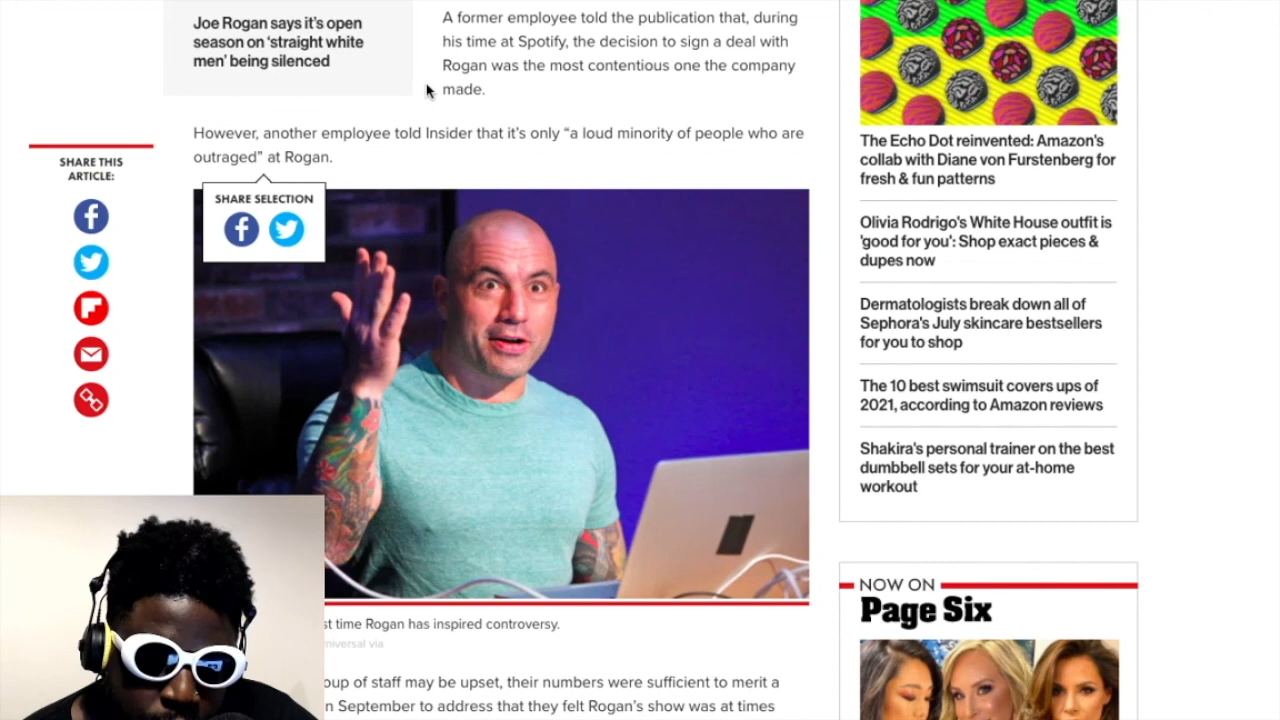 Joe Rogan says it's open
season on ‘straight white
men’ being silenced
A former employee told the publication that, during
his time at Spotify, the decision to sign a deal with
Rogan was the most contentious one the company
made.
However, another employee told Insider that it's only “a loud minority of people who are
outraged” at Rogan.
SHARE THIS
ARTICLE:
SHARE SELECTION
st time Rogan has inspired controversy.
niversal via
oup of staff may be upset, their numbers were sufficient to merit a
n September to address that they felt Rogan's show was at times
The Echo Dot reinvented: Amazon's
collab with Diane von Furstenberg for
fresh & fun patterns
Olivia Rodrigo's White House outfit is
'good for you': Shop exact pieces &
dupes now
Dermatologists break down all of
Sephora's July skincare bestsellers
for you to shop
The 10 best swimsuit covers ups of
2021, according to Amazon reviews
Shakira's personal trainer on the best
dumbbell sets for your at-home
workout
NOW ON
Page Six